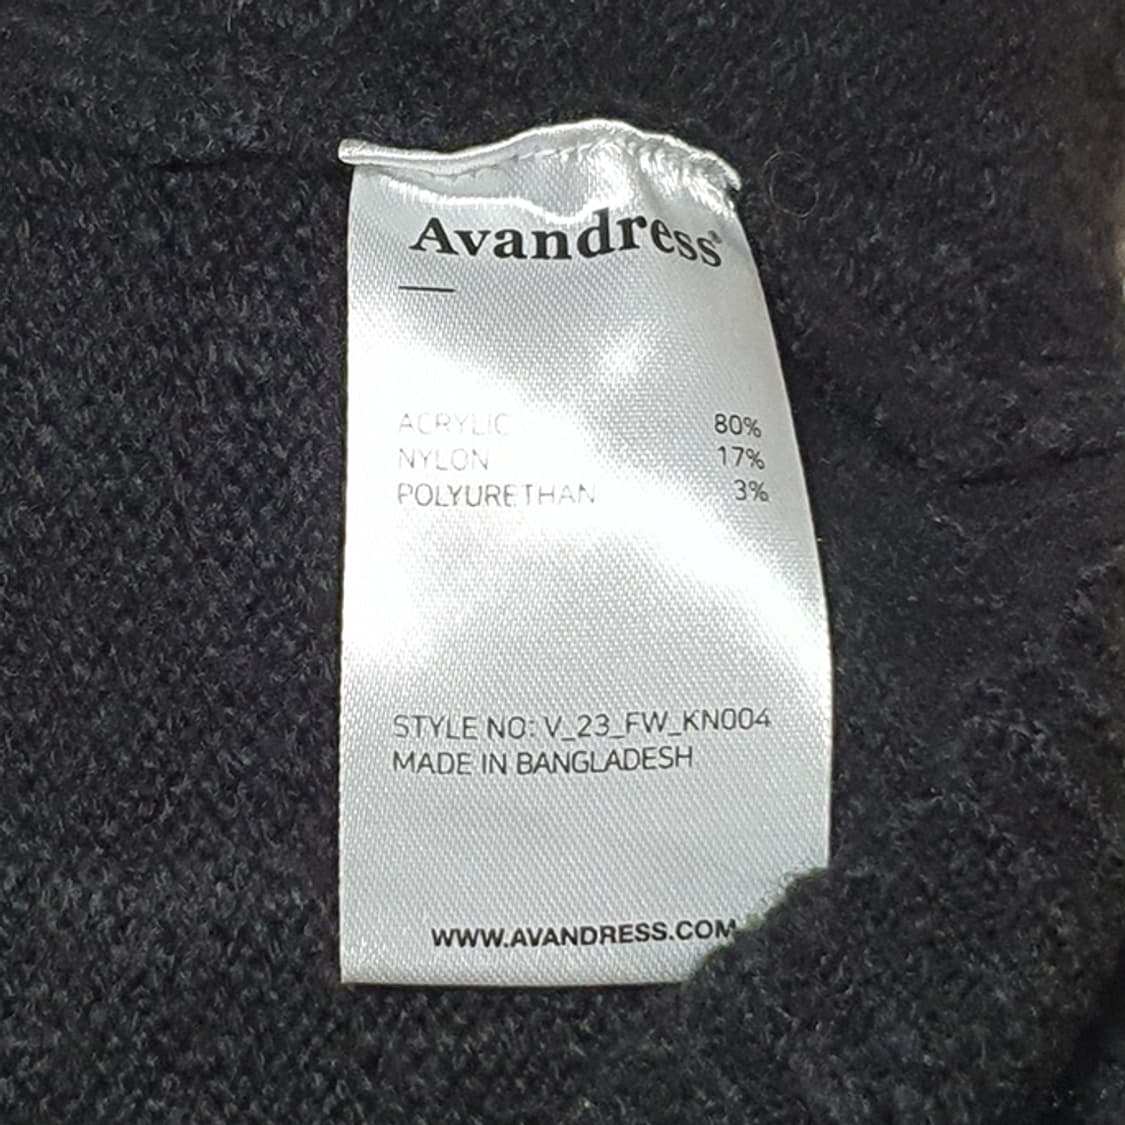 Avandress®
ACRYLIC 80%
NYLON 17%
POLYURETHAN 3%
STYLE NO: V_23_FW_KN004
MADE IN BANGLADESH
WWW.AVANDRESS.COM